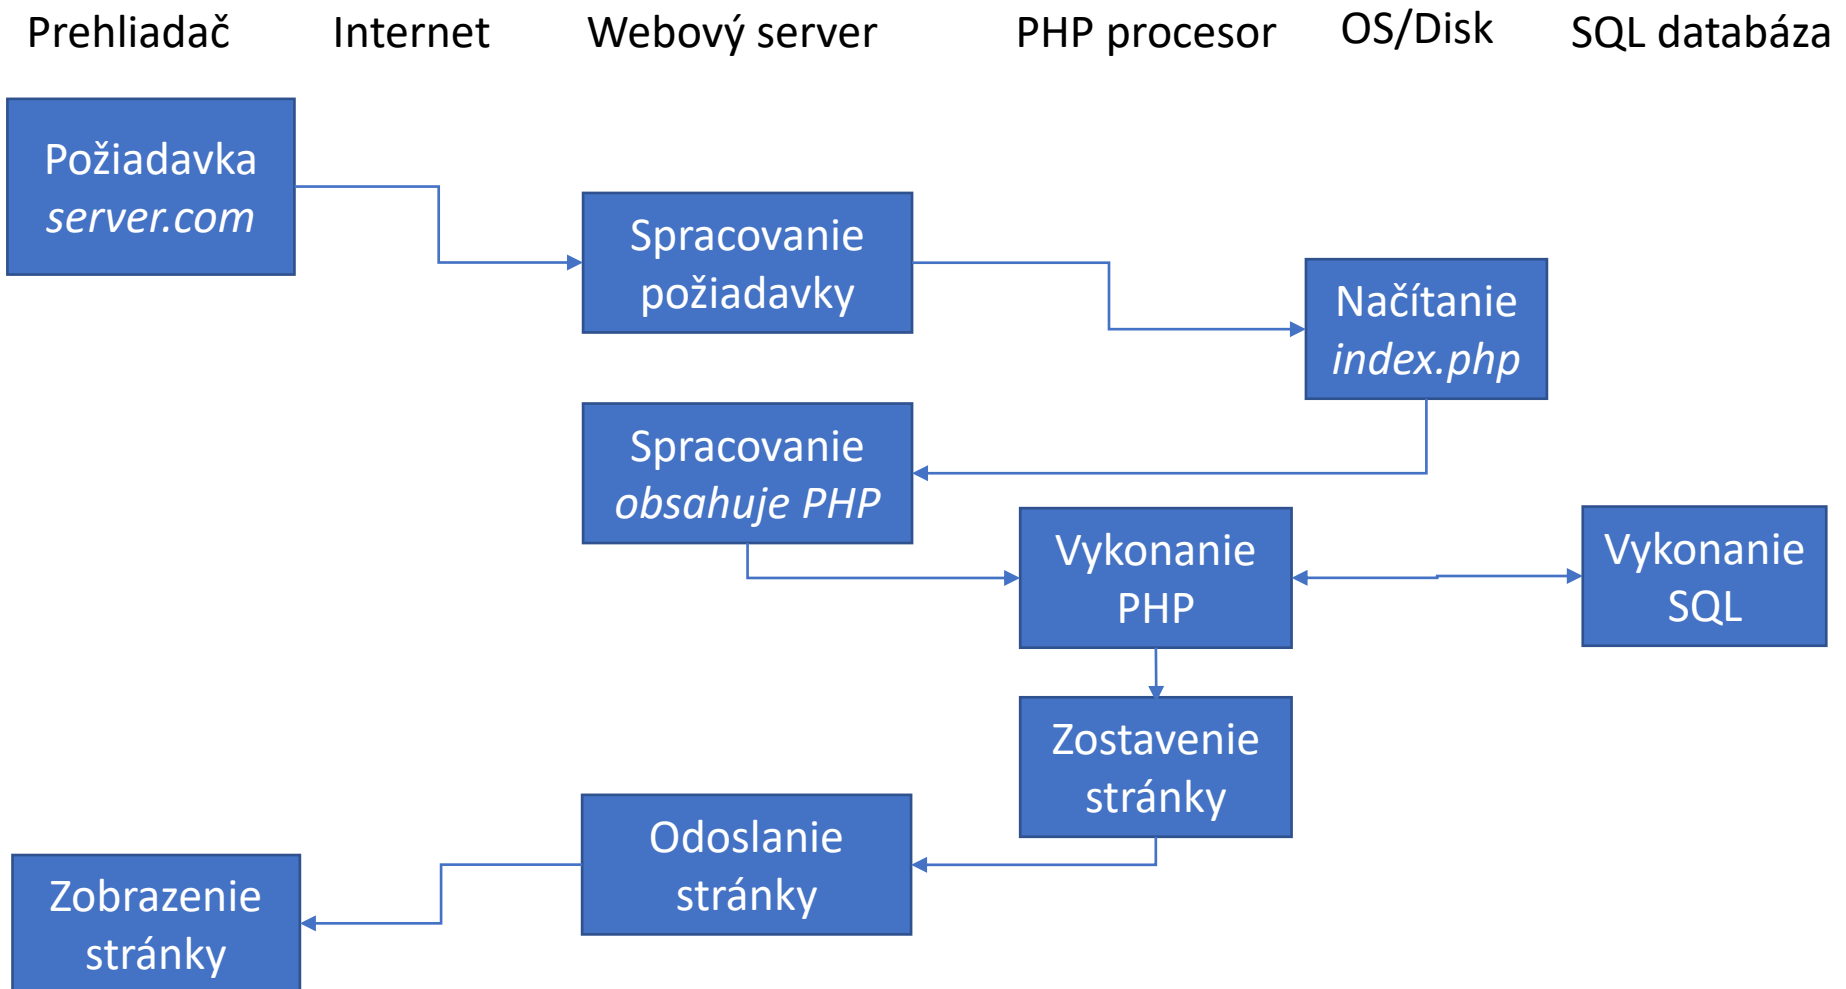 Prehliadač
Internet
Webový server
PHP procesor
OS/Disk
SQL databáza
Požiadavka
server.com
Spracovanie
požiadavky
Načítanie
index.php
Spracovanie
obsahuje PHP
Vykonanie
PHP
Vykonanie
SQL
Zostavenie
stránky
Odoslanie
stránky
Zobrazenie
stránky